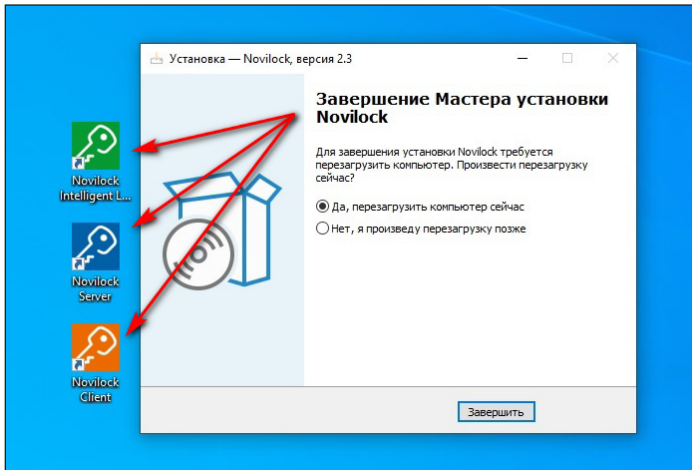 Установка — Novilock, версия 2.3
Завершение Мастера установки
Novilock
Для завершения установки Novilock требуется
перезагрузить компьютер. Произвести перезагрузку
сейчас?
Да, перезагрузить компьютер сейчас
Нет, я произведу перезагрузку позже
Завершить
Novilock
Intelligent L...
Novilock
Server
Novilock
Client